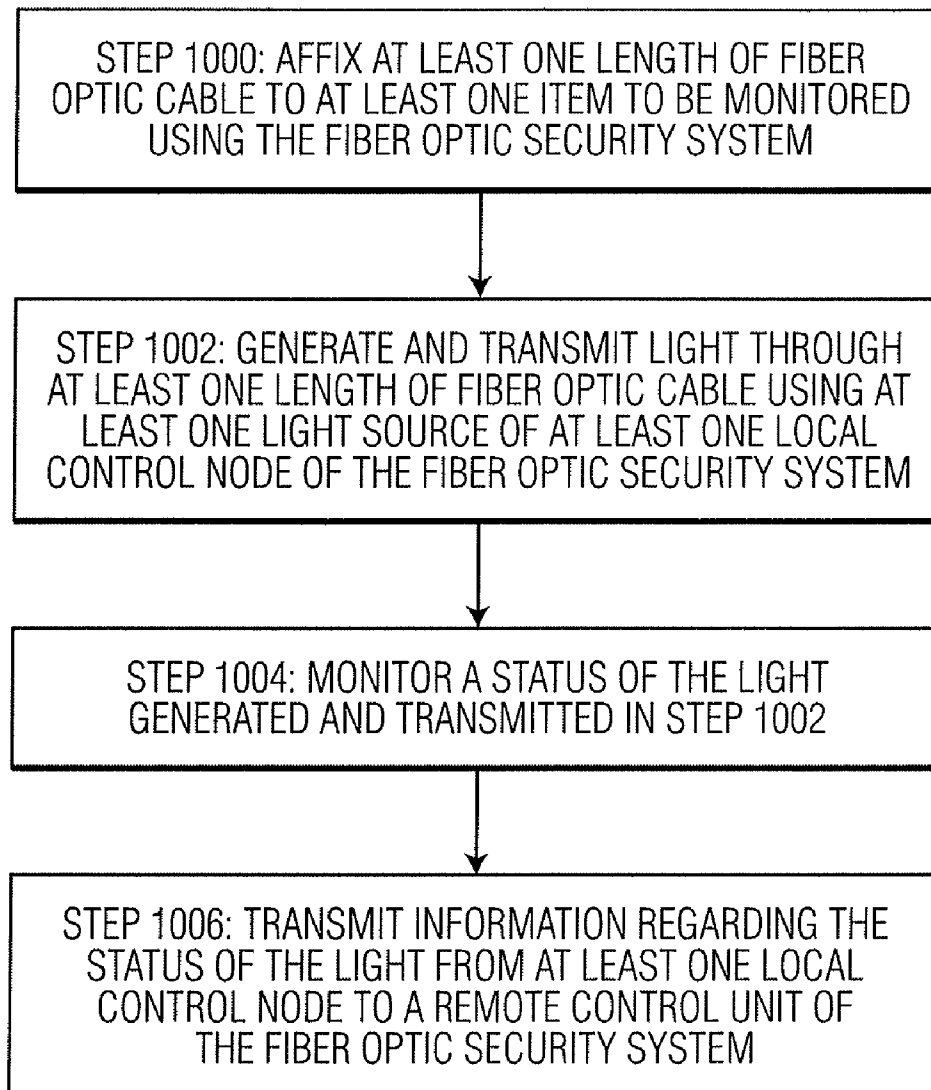 STEP 1000: AFFIX AT LEAST ONE LENGTH OF FIBER
OPTIC CABLE TO AT LEAST ONE ITEM TO BE MONITORED
USING THE FIBER OPTIC SECURITY SYSTEM
STEP 1002: GENERATE AND TRANSMIT LIGHT THROUGH
AT LEAST ONE LENGTH OF FIBER OPTIC CABLE USING AT
LEAST ONE LIGHT SOURCE OF AT LEAST ONE LOCAL
CONTROL NODE OF THE FIBER OPTIC SECURITY SYSTEM
STEP 1004: MONITOR A STATUS OF THE LIGHT
GENERATED AND TRANSMITTED IN STEP 1002
STEP 1006: TRANSMIT INFORMATION REGARDING THE
STATUS OF THE LIGHT FROM AT LEAST ONE LOCAL
CONTROL NODE TO A REMOTE CONTROL UNIT OF
THE FIBER OPTIC SECURITY SYSTEM